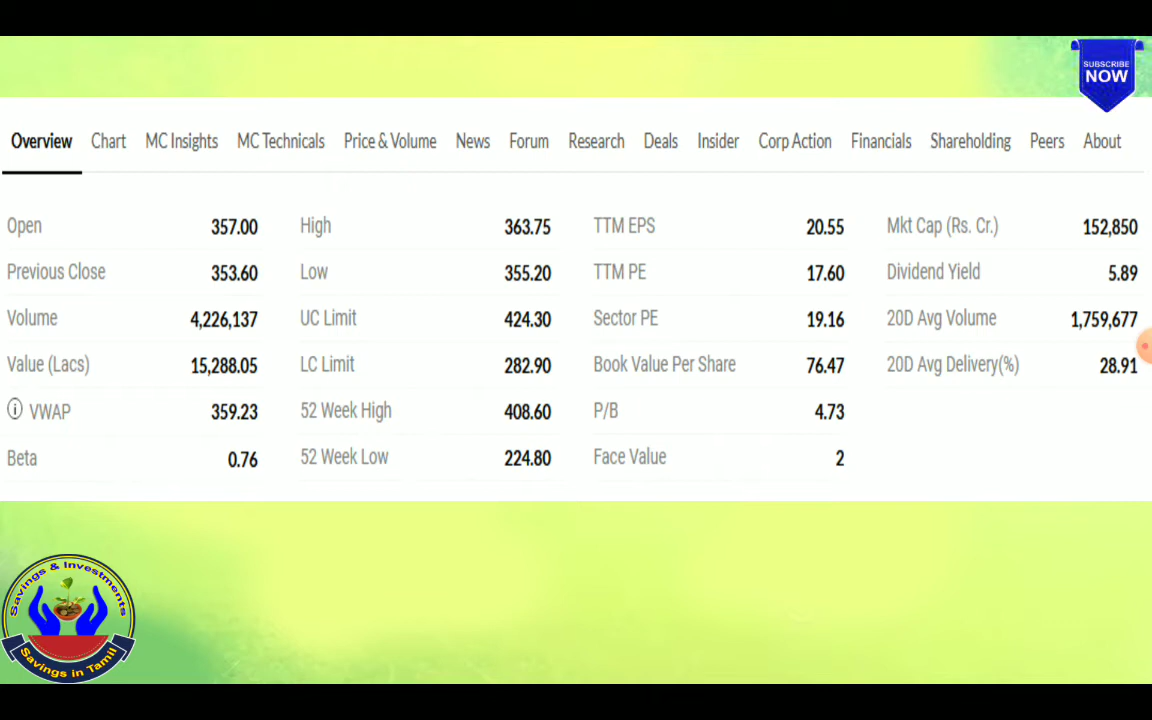 SUBSCRIBE
NOW
Overview Chart MC Insights MC Technicals Price & Volume News Forum Research Deals Insider Corp Action Financials Shareholding Peers About
Open 357.00 High 363.75 TTM EPS 20.55 Mkt Cap (Rs. Cr.) 152,850
Previous Close 353.60 Low 355.20 TTM PE 17.60 Dividend Yield 5.89
Volume 4,226,137 UC Limit 424.30 Sector PE 19.16 20D Avg Volume 1,759,677
Value (Lacs) 15,288.05 LC Limit 282.90 Book Value Per Share 76.47 20D Avg Delivery(%) 28.91
i VWAP 359.23 52 Week High 408.60 P/B 4.73
Beta 0.76 52 Week Low 224.80 Face Value 2
Savings & Investments
Savings in Tamil